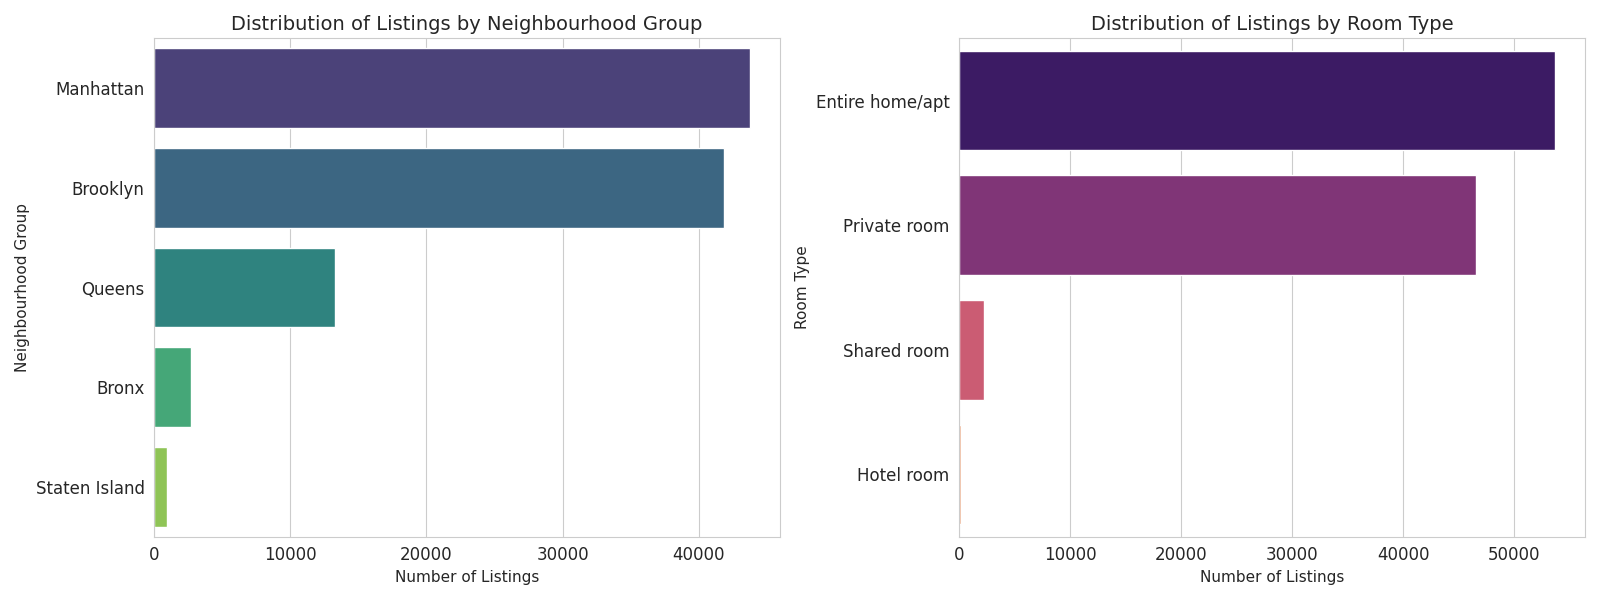 Distribution of Listings by Neighbourhood Group
Neighbourhood Group
Manhattan
Brooklyn
Queens
Bronx
Staten Island
0 10000 20000 30000 40000
Number of Listings
Distribution of Listings by Room Type
Room Type
Entire home/apt
Private room
Shared room
Hotel room
0 10000 20000 30000 40000 50000
Number of Listings